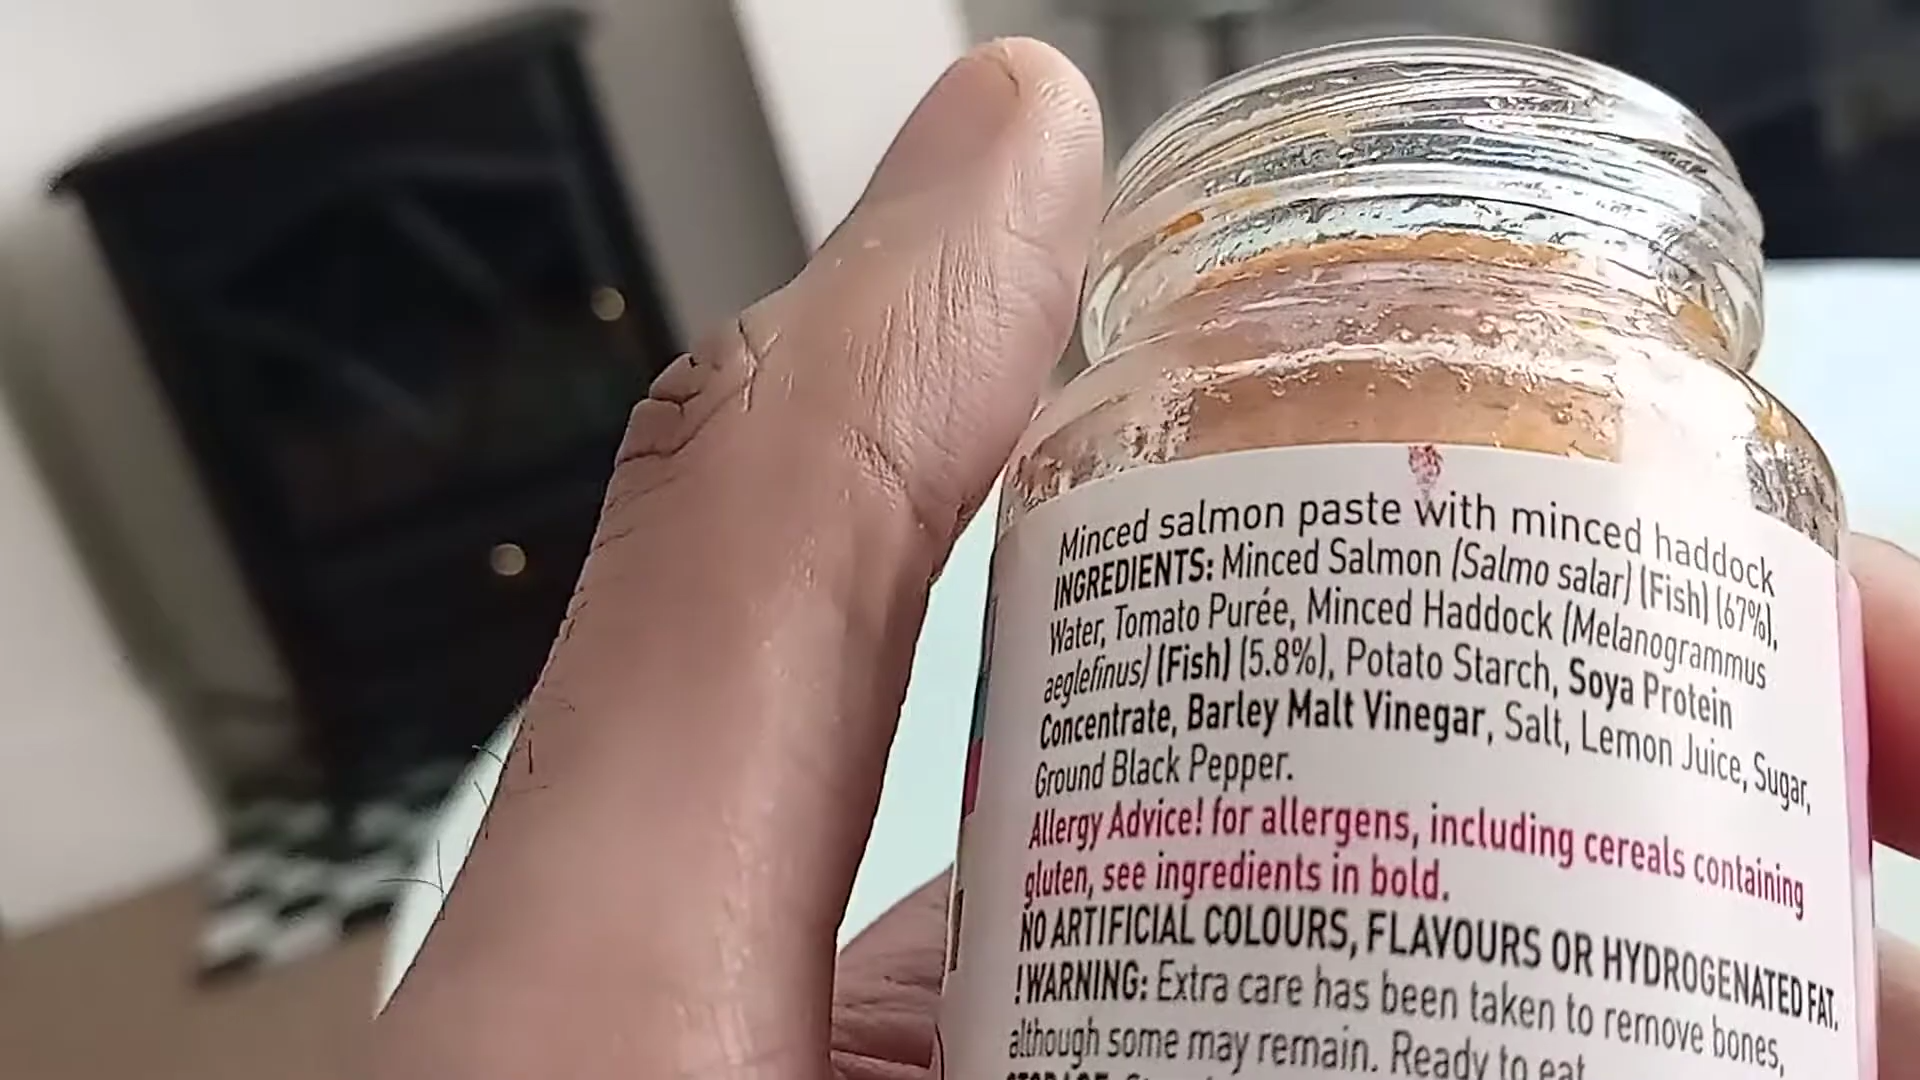 Minced salmon paste with minced haddock
INGREDIENTS: Minced Salmon (Salmo salar) (Fish) (67%),
Water, Tomato Purée, Minced Haddock (Melanogrammus
aeglefinus) (Fish) (5.8%), Potato Starch, Soya Protein
Concentrate, Barley Malt Vinegar, Salt, Lemon Juice, Sugar,
Ground Black Pepper.
Allergy Advice! for allergens, including cereals containing
gluten, see ingredients in bold.
NO ARTIFICIAL COLOURS, FLAVOURS OR HYDROGENATED FAT.
!WARNING: Extra care has been taken to remove bones,
although some may remain. Ready to eat